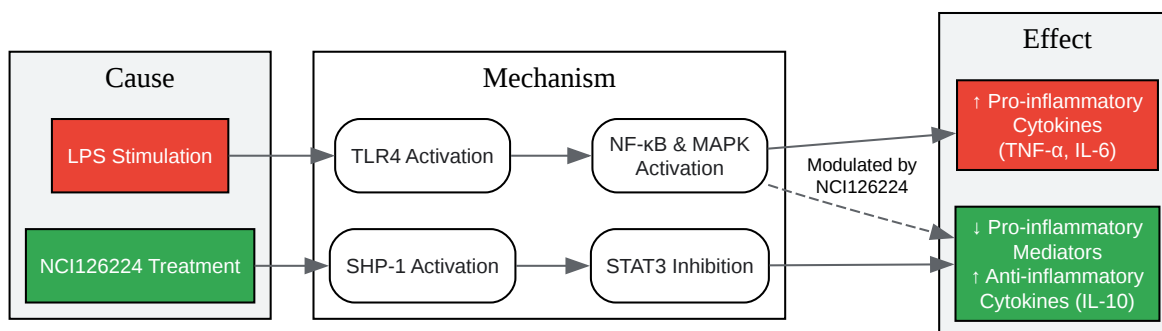 Cause
LPS Stimulation
NCI126224 Treatment
Mechanism
TLR4 Activation
NF-κB & MAPK
Activation
SHP-1 Activation
STAT3 Inhibition
Modulated by
NCI126224
Effect
↑ Pro-inflammatory
Cytokines
(TNF-α, IL-6)
↓ Pro-inflammatory
Mediators
↑ Anti-inflammatory
Cytokines (IL-10)